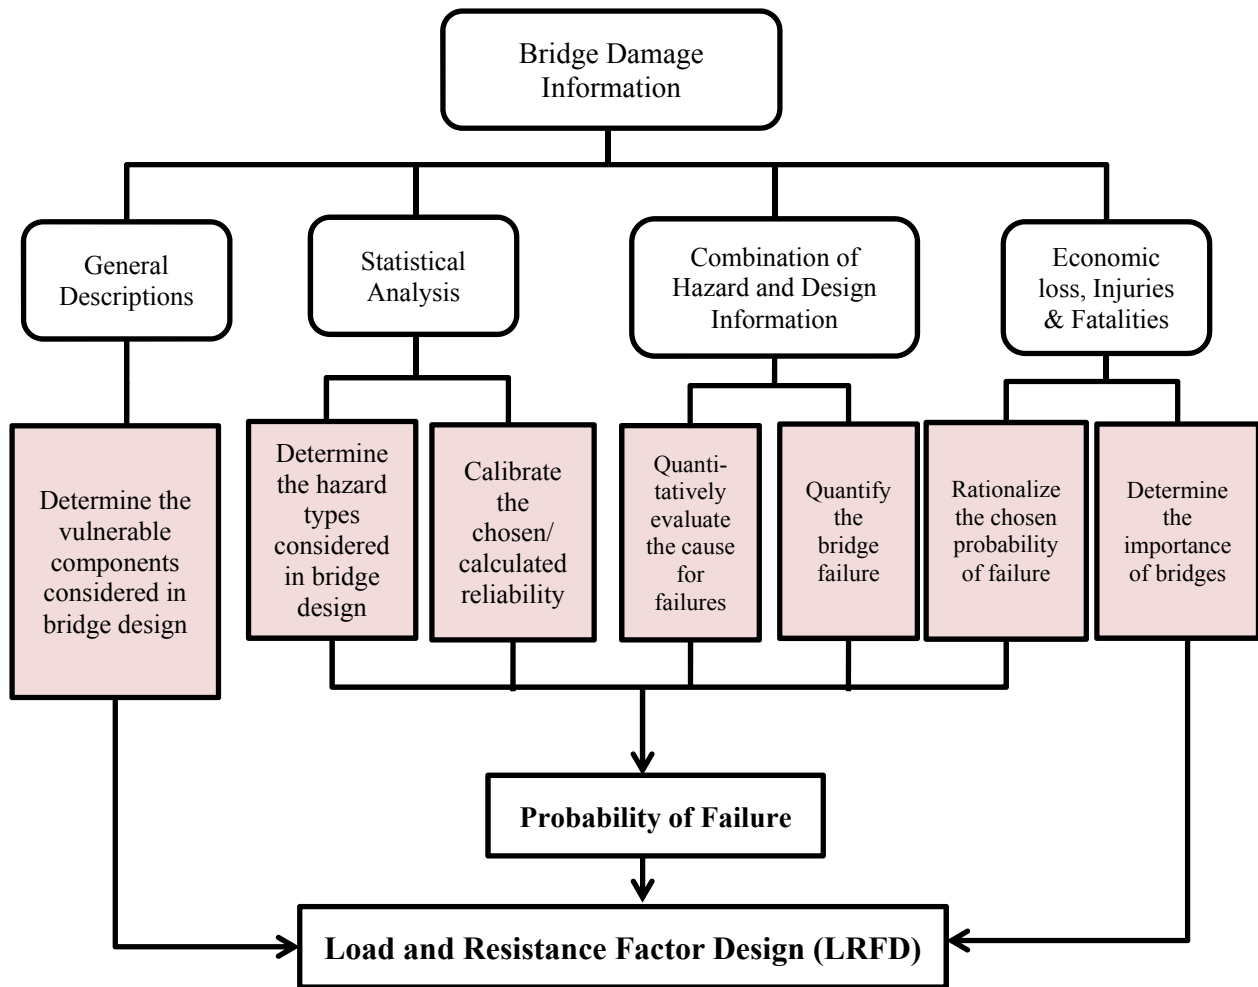 Bridge Damage
Information
General
Descriptions
Statistical
Analysis
Combination of
Hazard and Design
Information
Economic
loss, Injuries
& Fatalities
Determine the
vulnerable
components
considered in
bridge design
Determine
the hazard
types
considered
in bridge
design
Calibrate
the
chosen/
calculated
reliability
Quanti-
tatively
evaluate
the cause
for
failures
Quantify
the
bridge
failure
Rationalize
the chosen
probability
of failure
Determine
the
importance
of bridges
Probability of Failure
Load and Resistance Factor Design (LRFD)